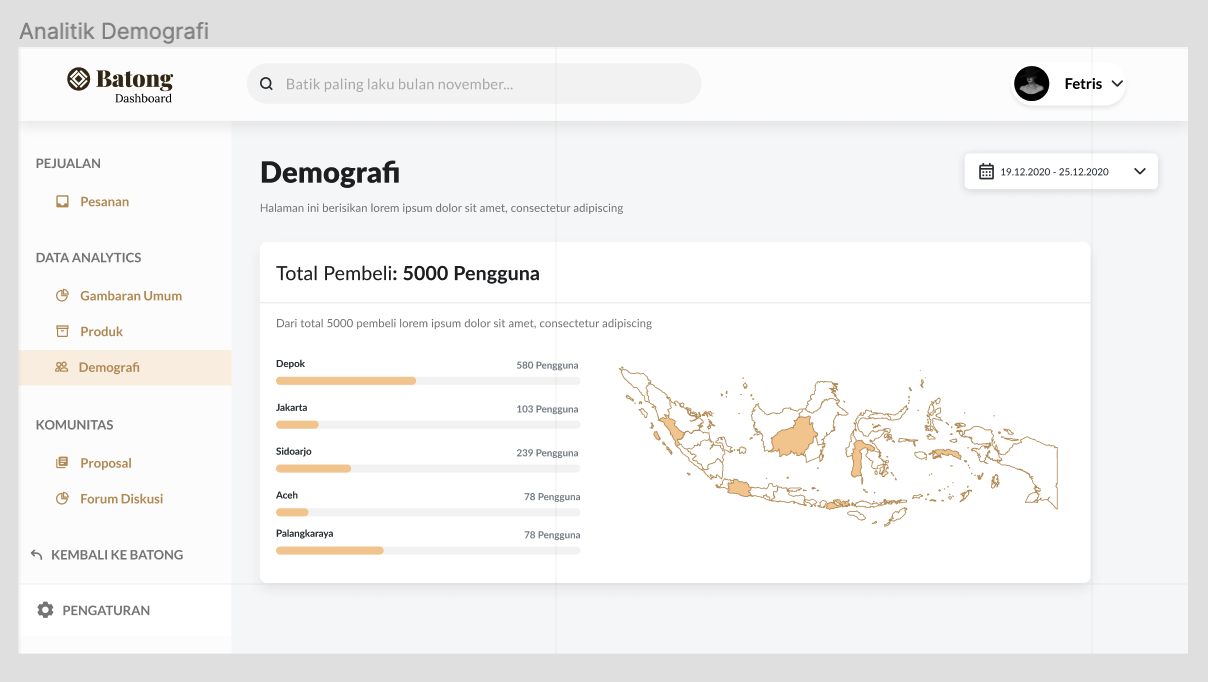 Analitik Demografi
Batong
Dashboard
Batik paling laku bulan november...
Fetris
PEJUALAN
Pesanan
DATA ANALYTICS
Gambaran Umum
Produk
Demografi
KOMUNITAS
Proposal
Forum Diskusi
KEMBALI KE BATONG
PENGATURAN
Demografi
19.12.2020 - 25.12.2020
Halaman ini berisikan lorem ipsum dolor sit amet, consectetur adipiscing
Total Pembeli: 5000 Pengguna
Dari total 5000 pembeli lorem ipsum dolor sit amet, consectetur adipiscing
Depok 580 Pengguna
Jakarta 103 Pengguna
Sidoarjo 239 Pengguna
Aceh 78 Pengguna
Palangkaraya 78 Pengguna